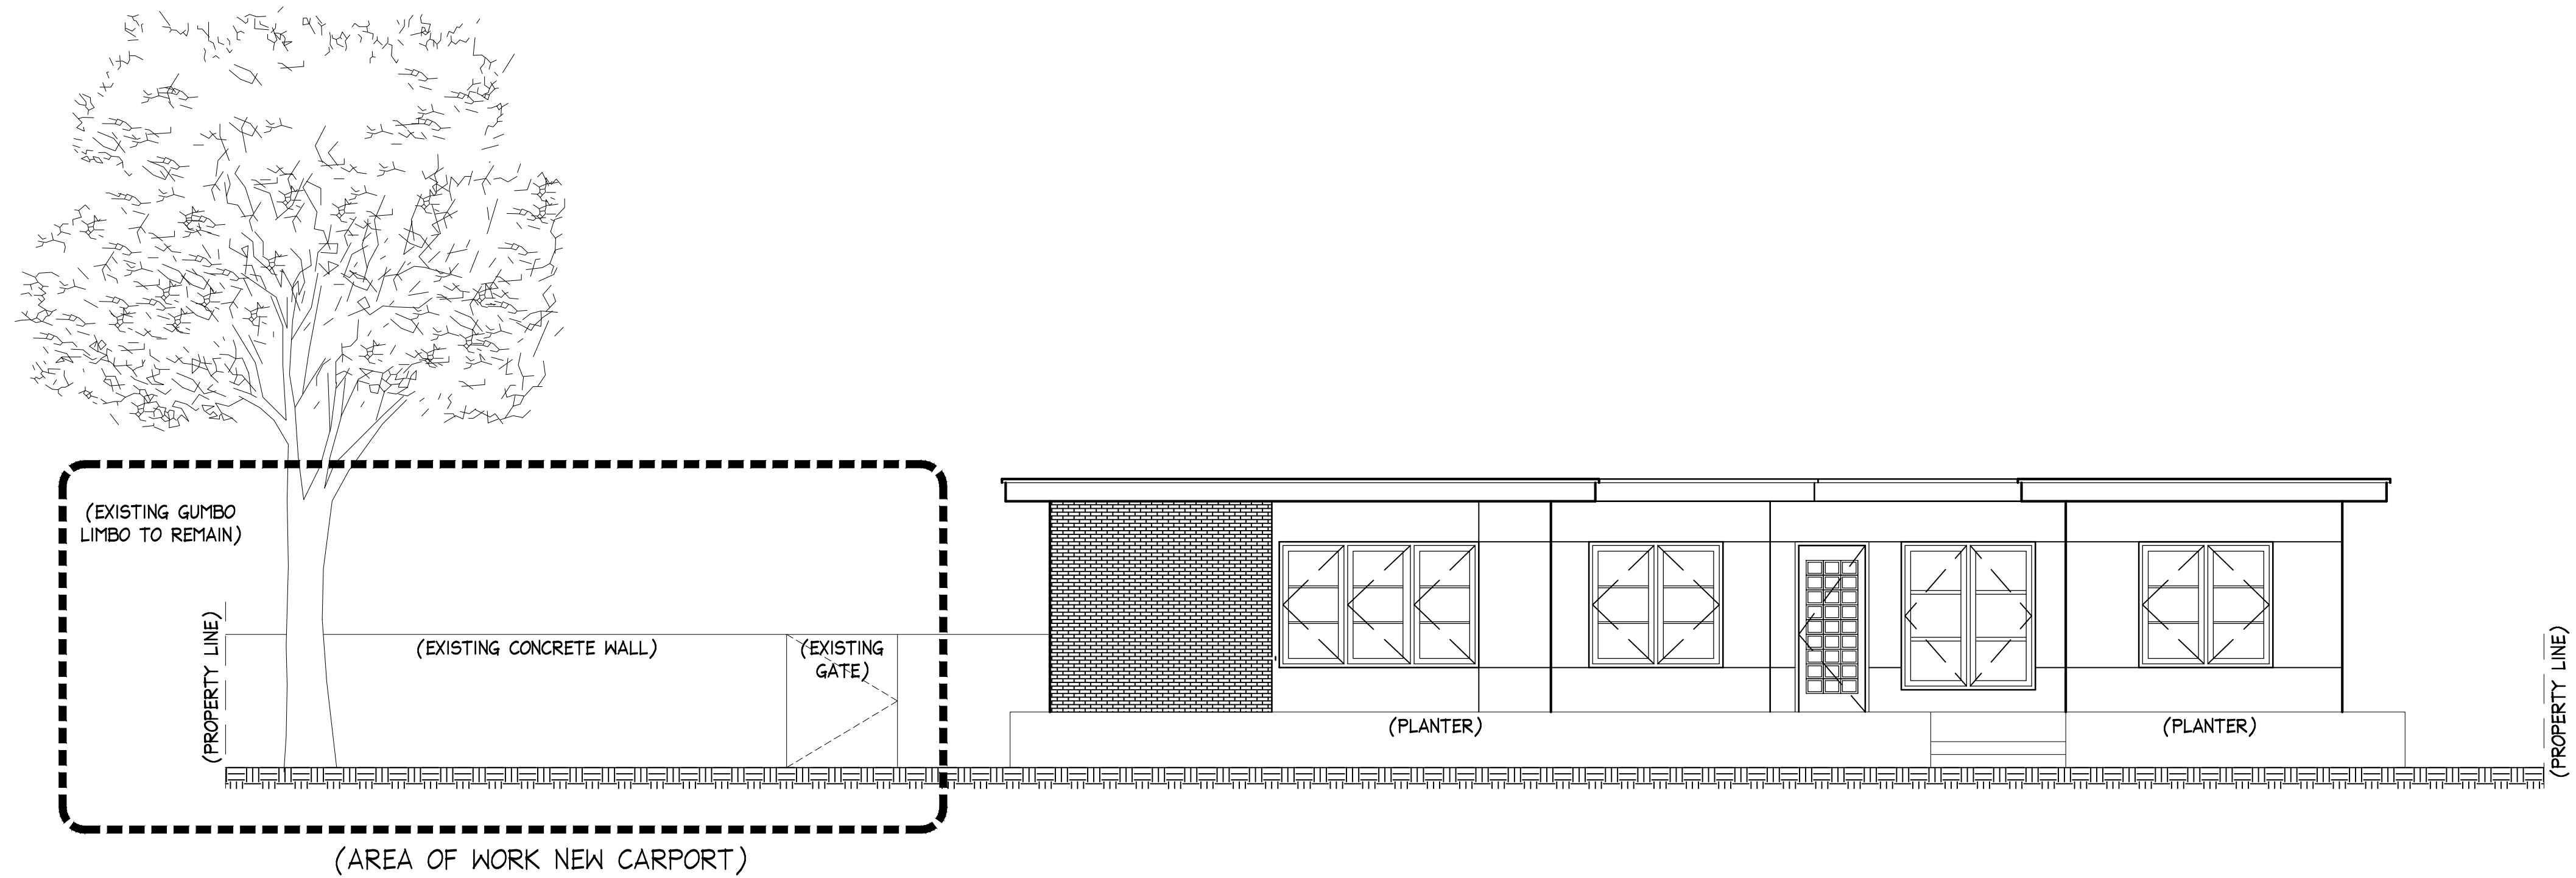 (EXISTING GUMBO
LIMBO TO REMAIN)
(PROPERTY LINE)
(EXISTING CONCRETE WALL)
(EXISTING
GATE)
(PLANTER)
(PLANTER)
(PROPERTY LINE)
(AREA OF WORK NEW CARPORT)